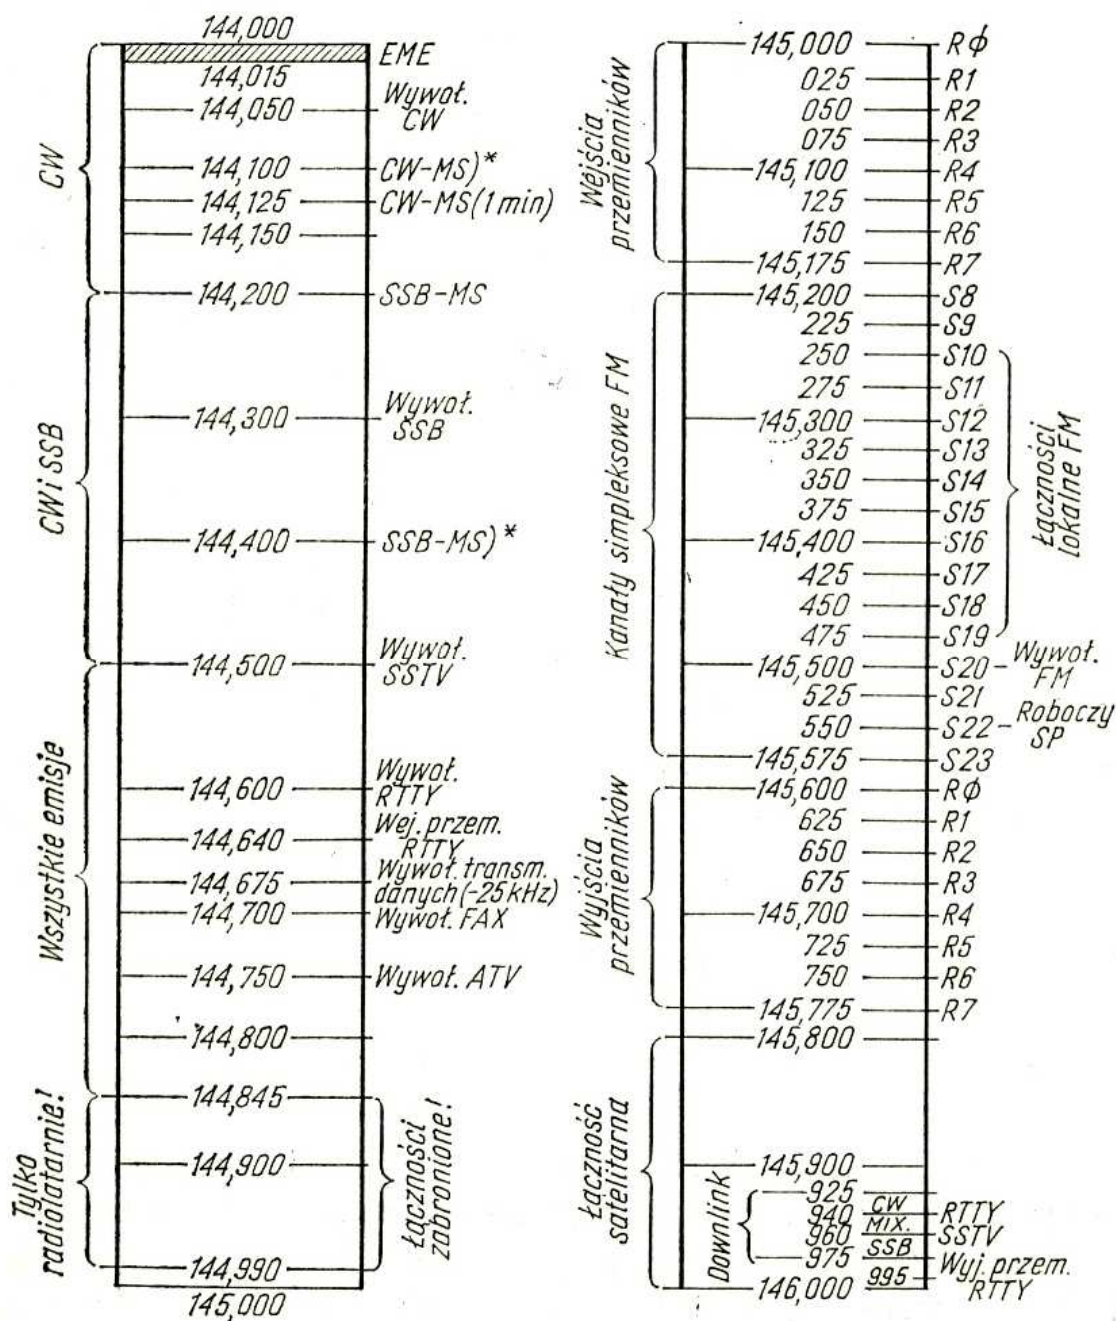 144,000
EME
144,015
Wywoł.
144,050
CW
144,100
CW-MS)*
144,125
CW-MS(1min)
144,150
CW
144,200
SSB-MS
144,300
Wywoł.
SSB
CW i SSB
144,400
SSB-MS)*
144,500
Wywoł.
SSTV
144,600
Wywoł.
RTTY
144,640
Wej. przem.
RTTY
144,675
Wywoł. transm.
danych (-25kHz)
144,700
Wywoł. FAX
144,750
Wywoł. ATV
Wszystkie emisje
144,800
144,845
144,900
144,990
145,000
Tylko
radiolatarnie!
Łączności
zabronione!
145,000 RØ
025 R1
050 R2
075 R3
145,100 R4
125 R5
150 R6
145,175 R7
Wejścia
przemienników
145,200 S8
225 S9
250 S10
275 S11
145,300 S12
325 S13
350 S14
375 S15
145,400 S16
425 S17
450 S18
475 S19
Łączności
lokalne FM
145,500 S20 - Wywoł.
FM
525 S21
550 S22 - Roboczy
SP
145,575 S23
Kanały simpleksowe FM
145,600 RØ
625 R1
650 R2
675 R3
145,700 R4
725 R5
750 R6
145,775 R7
Wyjścia
przemienników
145,800
145,900
925
CW
940 RTTY
MIX.
960 SSTV
SSB
975
Wyj. przem.
RTTY
995
146,000
Downlink
Łączność
satelitarna